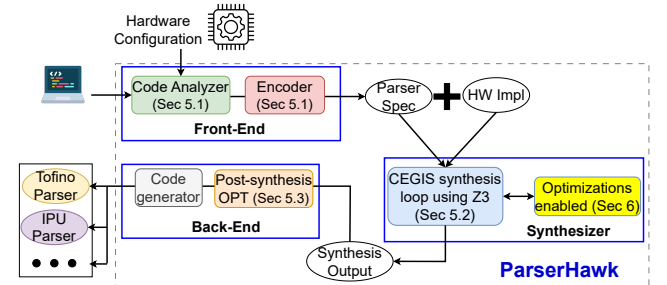 Hardware
Configuration
Code Analyzer
(Sec 5.1)
Encoder
(Sec 5.1)
Front-End
Parser
Spec
HW Impl
Tofino
Parser
IPU
Parser
Code
generator
Post-synthesis
OPT (Sec 5.3)
Back-End
CEGIS synthesis
loop using Z3
(Sec 5.2)
Optimizations
enabled (Sec 6)
Synthesizer
Synthesis
Output
ParserHawk